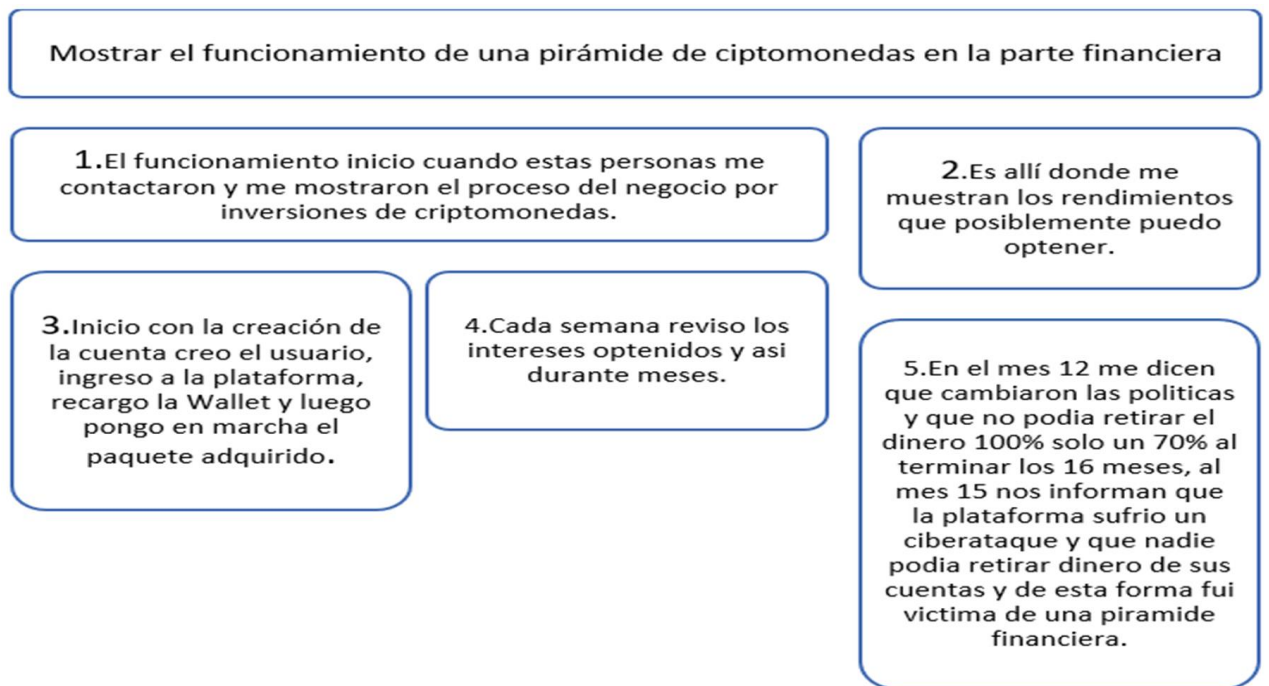 Mostrar el funcionamiento de una pirámide de ciptomonedas en la parte financiera
1.El funcionamiento inicio cuando estas personas me
contactaron y me mostraron el proceso del negocio por
inversiones de criptomonedas.
2.Es allí donde me
muestran los rendimientos
que posiblemente puedo
optener.
3.Inicio con la creación de
la cuenta creo el usuario,
ingreso a la plataforma,
recargo la Wallet y luego
pongo en marcha el
paquete adquirido.
4.Cada semana reviso los
intereses optenidos y asi
durante meses.
5.En el mes 12 me dicen
que cambiaron las politicas
y que no podia retirar el
dinero 100% solo un 70% al
terminar los 16 meses, al
mes 15 nos informan que
la plataforma sufrio un
ciberataque y que nadie
podia retirar dinero de sus
cuentas y de esta forma fui
victima de una piramide
financiera.